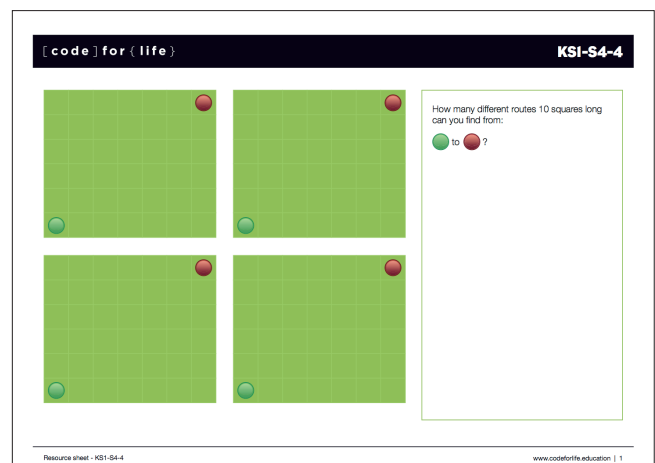 [code]for{life}
KS1-S4-4
How many different routes 10 squares long
can you find from:
to ?
Resource sheet - KS1-S4-4
www.codeforlife.education | 1